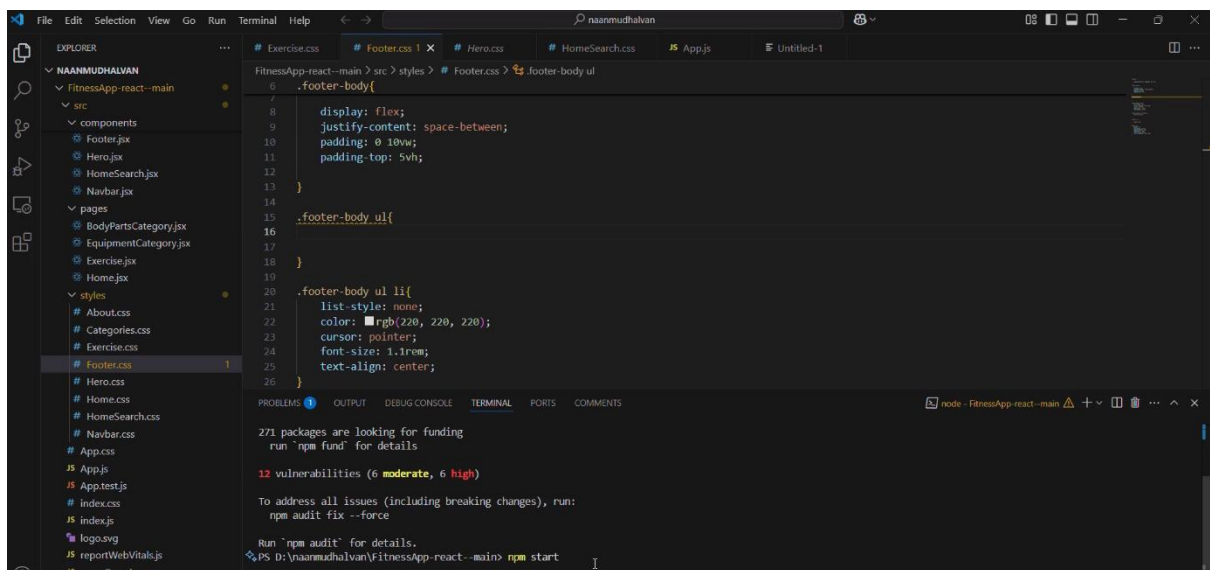 File Edit Selection View Go Run Terminal Help
naanmudhalvan
EXPLORER
NAANMUDHALVAN
FitnessApp-react--main
src
components
Footer.jsx
Hero.jsx
HomeSearch.jsx
Navbar.jsx
pages
BodyPartsCategory.jsx
EquipmentCategory.jsx
Exercise.jsx
Home.jsx
styles
# About.css
# Categories.css
# Exercise.css
# Footer.css 1
# Hero.css
# Home.css
# HomeSearch.css
# Navbar.css
# App.css
JS App.js
JS App.test.js
# index.css
JS index.js
logo.svg
JS reportWebVitals.js
# Exercise.css # Footer.css 1 # Hero.css # HomeSearch.css JS App.js Untitled-1
FitnessApp-react--main > src > styles > # Footer.css > .footer-body ul
6 .footer-body{
7
8 display: flex;
9 justify-content: space-between;
10 padding: 0 10vw;
11 padding-top: 5vh;
12
13 }
14
15 .footer-body ul{
16
17
18 }
19
20 .footer-body ul li{
21 list-style: none;
22 color: rgb(220, 220, 220);
23 cursor: pointer;
24 font-size: 1.1rem;
25 text-align: center;
26 }
PROBLEMS 1 OUTPUT DEBUG CONSOLE TERMINAL PORTS COMMENTS node - FitnessApp-react--main
271 packages are looking for funding
run `npm fund` for details
12 vulnerabilities (6 moderate, 6 high)
To address all issues (including breaking changes), run:
npm audit fix --force
Run `npm audit` for details.
PS D:\naanmudhalvan\FitnessApp-react--main> npm start